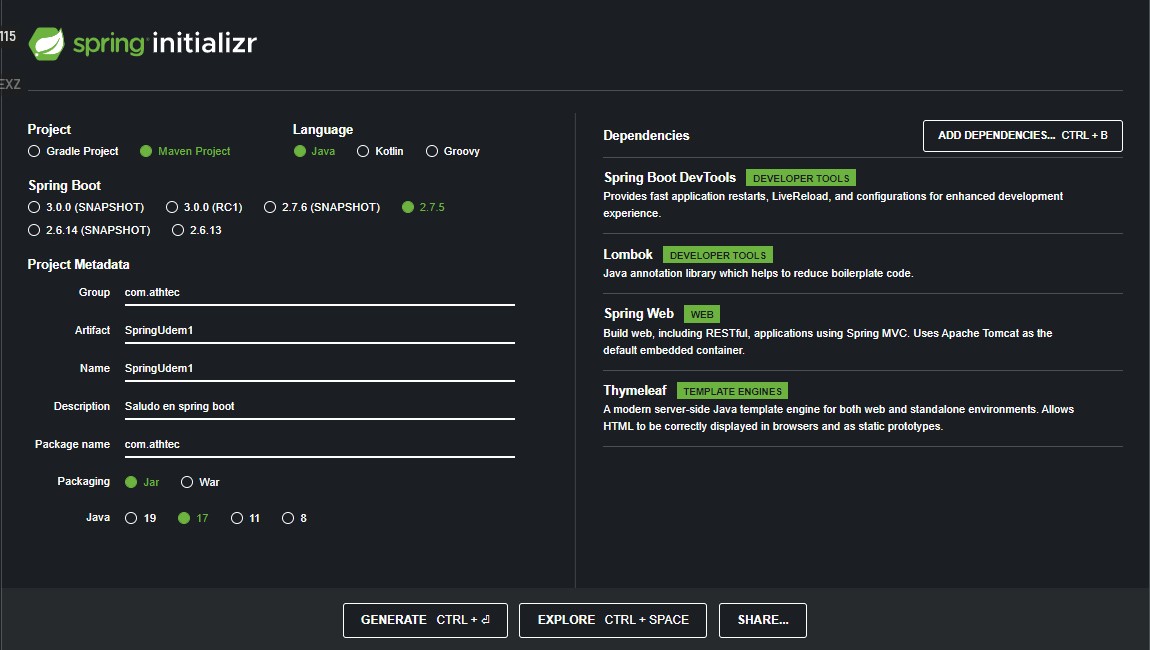 115
spring initializr
EXZ
Project
Gradle Project Maven Project
Language
Java Kotlin Groovy
Spring Boot
3.0.0 (SNAPSHOT) 3.0.0 (RC1) 2.7.6 (SNAPSHOT) 2.7.5
2.6.14 (SNAPSHOT) 2.6.13
Project Metadata
Group com.athtec
Artifact SpringUdem1
Name SpringUdem1
Description Saludo en spring boot
Package name com.athtec
Packaging Jar War
Java 19 17 11 8
Dependencies ADD DEPENDENCIES... CTRL + B
Spring Boot DevTools DEVELOPER TOOLS
Provides fast application restarts, LiveReload, and configurations for enhanced development
experience.
Lombok DEVELOPER TOOLS
Java annotation library which helps to reduce boilerplate code.
Spring Web WEB
Build web, including RESTful, applications using Spring MVC. Uses Apache Tomcat as the
default embedded container.
Thymeleaf TEMPLATE ENGINES
A modern server-side Java template engine for both web and standalone environments. Allows
HTML to be correctly displayed in browsers and as static prototypes.
GENERATE CTRL + ⏎ EXPLORE CTRL + SPACE SHARE...